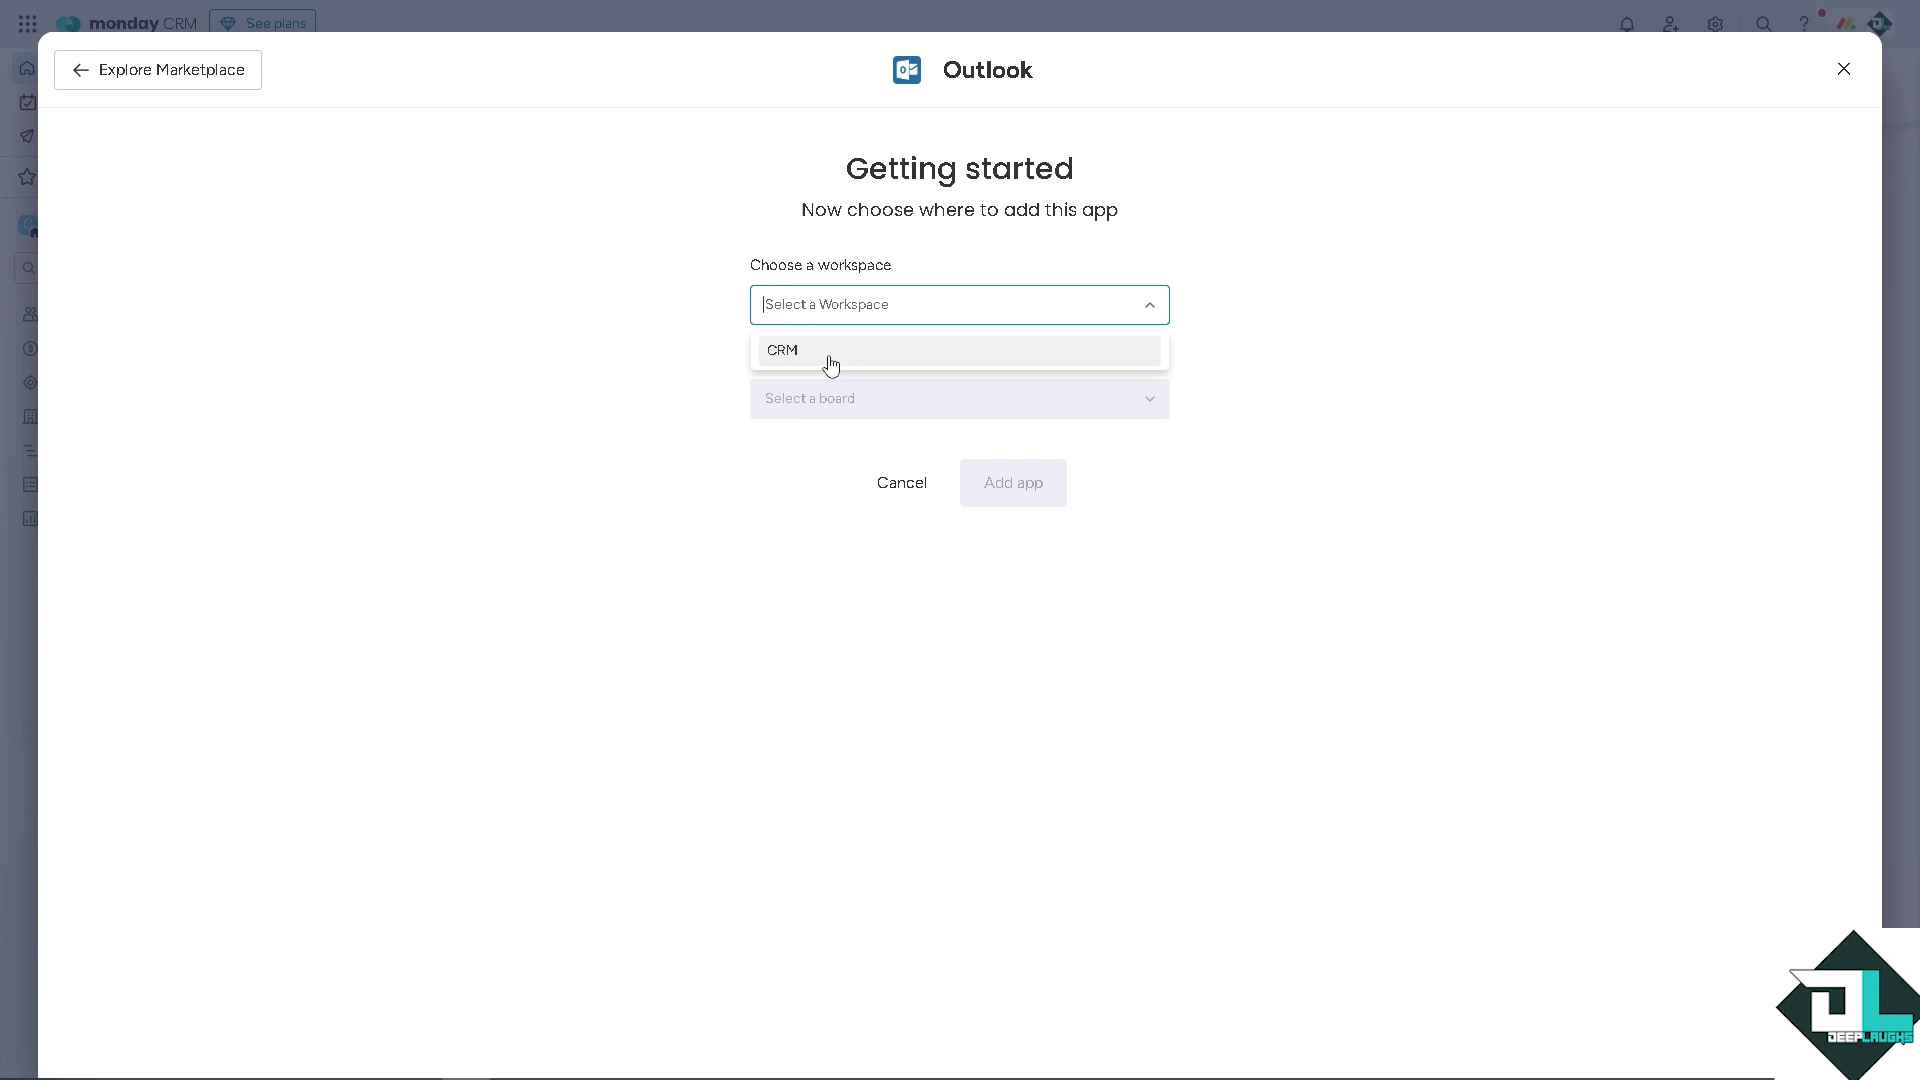 monday CRM
See plans
Explore Marketplace
Outlook
Getting started
Now choose where to add this app
Choose a workspace
Select a Workspace
CRM
Select a board
Cancel
Add app
DEEPLAUGHS